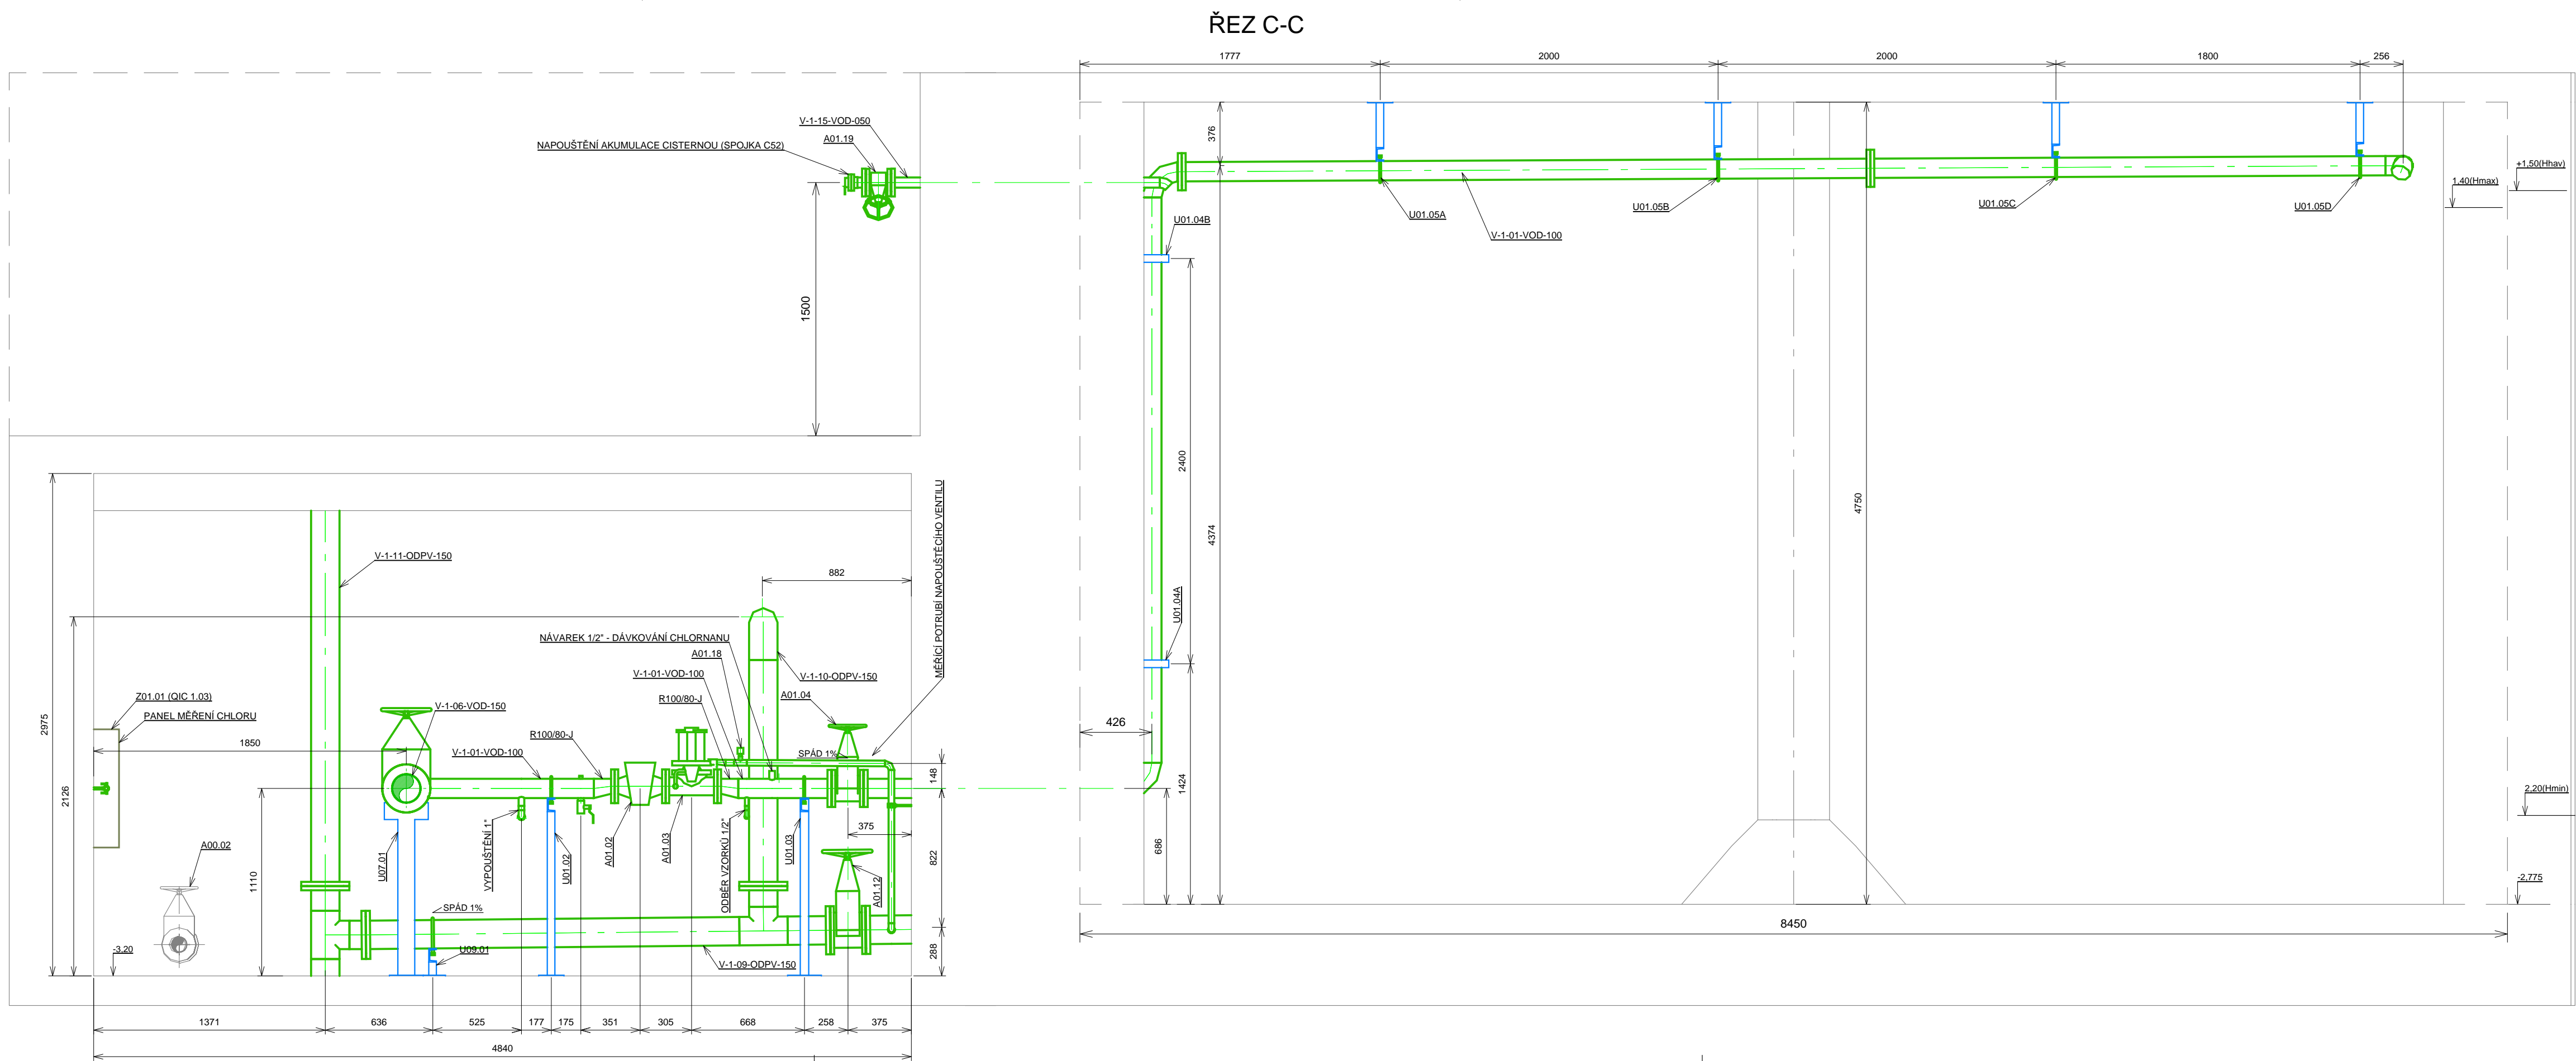 ŘEZ C-C
1777
2000
2000
1800
256
V-1-15-VOD-050
A01.19
NAPOUŠTĚNÍ AKUMULACE CISTERNOU (SPOJKA C52)
376
+1,50(Hhav)
1,40(Hmax)
U01.05A
U01.05B
U01.05C
U01.05D
U01.04B
V-1-01-VOD-100
1500
2400
4374
4750
MĚŘÍCÍ POTRUBÍ NAPOUŠTĚCÍHO VENTILU
V-1-11-ODPV-150
882
U01.04A
NÁVAREK 1/2" - DÁVKOVÁNÍ CHLORNANU
A01.18
V-1-01-VOD-100
V-1-10-ODPV-150
R100/80-J
A01.04
Z01.01 (QIC 1.03)
PANEL MĚŘENÍ CHLORU
V-1-06-VOD-150
2975
426
R100/80-J
1850
V-1-01-VOD-100
SPÁD 1%
148
2126
1424
2,20(Hmin)
375
A00.02
U07.01
VYPOUŠTĚNÍ 1"
U01.02
A01.02
A01.03
ODBĚR VZORKŮ 1/2"
U01.03
A01.12
822
686
1110
-2,775
SPÁD 1%
8450
-3,20
U09.01
V-1-09-ODPV-150
288
1371
636
525
177
175
351
305
668
258
375
4840